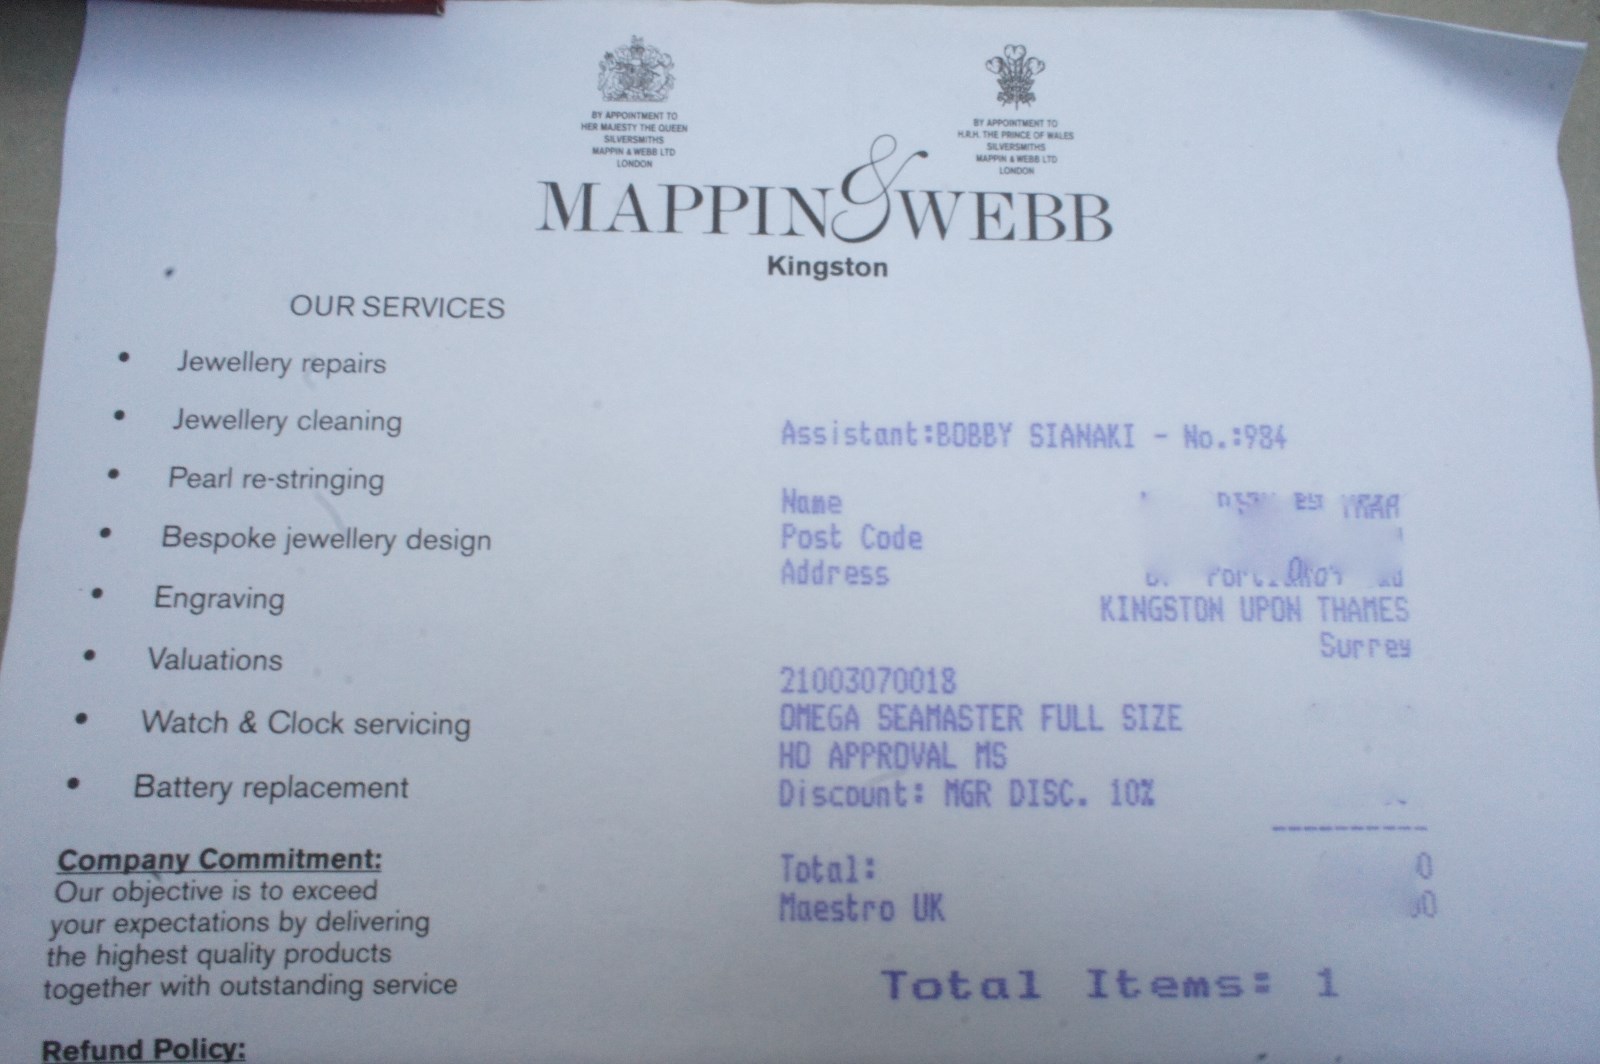 BY APPOINTMENT TO
HER MAJESTY THE QUEEN
SILVERSMITHS
MAPPIN & WEBB LTD
LONDON
BY APPOINTMENT TO
H.R.H. THE PRINCE OF WALES
SILVERSMITHS
MAPPIN & WEBB LTD
LONDON
MAPPIN & WEBB
Kingston
OUR SERVICES
• Jewellery repairs
• Jewellery cleaning
• Pearl re-stringing
• Bespoke jewellery design
• Engraving
• Valuations
• Watch & Clock servicing
• Battery replacement
Company Commitment:
Our objective is to exceed
your expectations by delivering
the highest quality products
together with outstanding service
Refund Policy:
Assistant:BOBBY SIANAKI - No.:984
Name
Post Code
Address
KINGSTON UPON THAMES
Surrey
21003070018
OMEGA SEAMASTER FULL SIZE
HO APPROVAL MS
Discount: MGR DISC. 10%
----------
Total: 0
Maestro UK 0
Total Items: 1